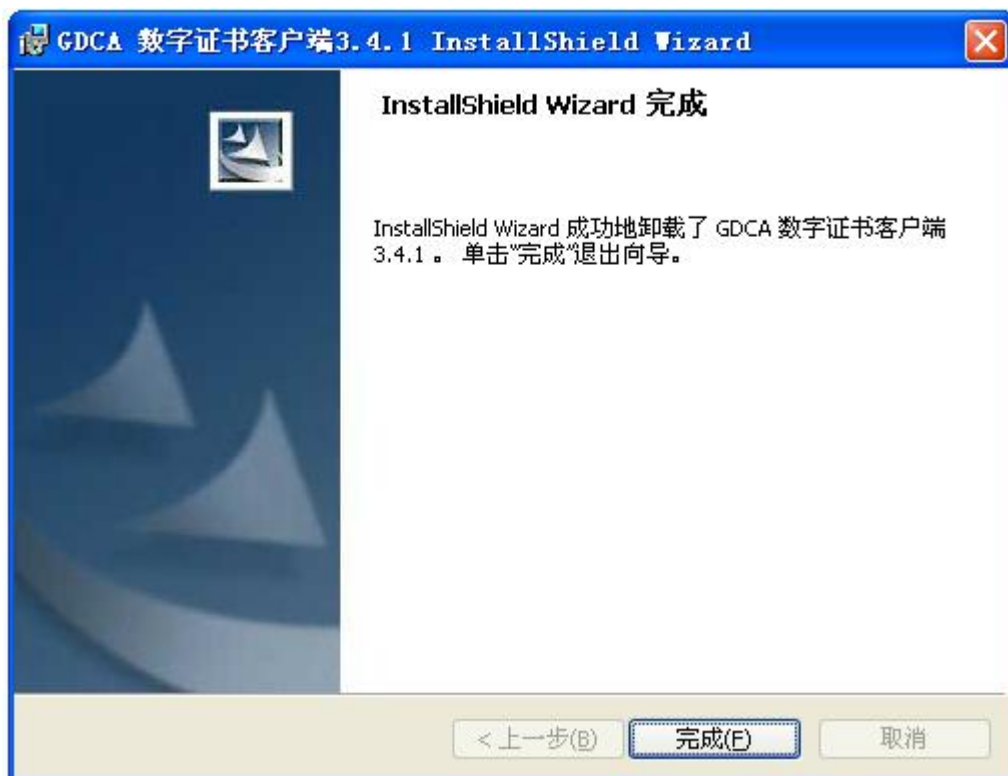 GDCA 数字证书客户端3.4.1 InstallShield Wizard
InstallShield Wizard 完成
InstallShield Wizard 成功地卸载了 GDCA 数字证书客户端
3.4.1 。 单击“完成”退出向导。
< 上一步(B) 完成(F) 取消